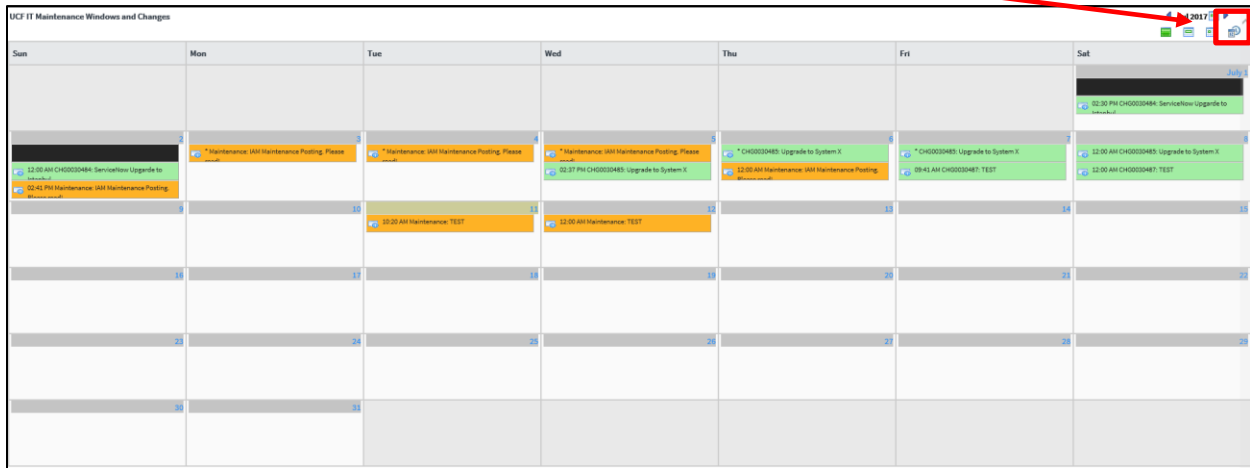 UCF IT Maintenance Windows and Changes
2017
Sun Mon Tue Wed Thu Fri Sat
July 1
02:30 PM CHG0030484: ServiceNow Upgarde to
2
12:00 AM CHG0030484: ServiceNow Upgarde to
02:41 PM Maintenance: IAM Maintenance Posting.
3
* Maintenance: IAM Maintenance Posting. Please
4
* Maintenance: IAM Maintenance Posting. Please
5
* Maintenance: IAM Maintenance Posting. Please
02:37 PM CHG0030485: Upgrade to System X
6
* CHG0030485: Upgrade to System X
12:00 AM Maintenance: IAM Maintenance Posting.
7
* CHG0030485: Upgrade to System X
09:41 AM CHG0030487: TEST
8
12:00 AM CHG0030485: Upgrade to System X
12:00 AM CHG0030487: TEST
9
10
11
10:20 AM Maintenance: TEST
12
12:00 AM Maintenance: TEST
13
14
15
16
17
18
19
20
21
22
23
24
25
26
27
28
29
30
31